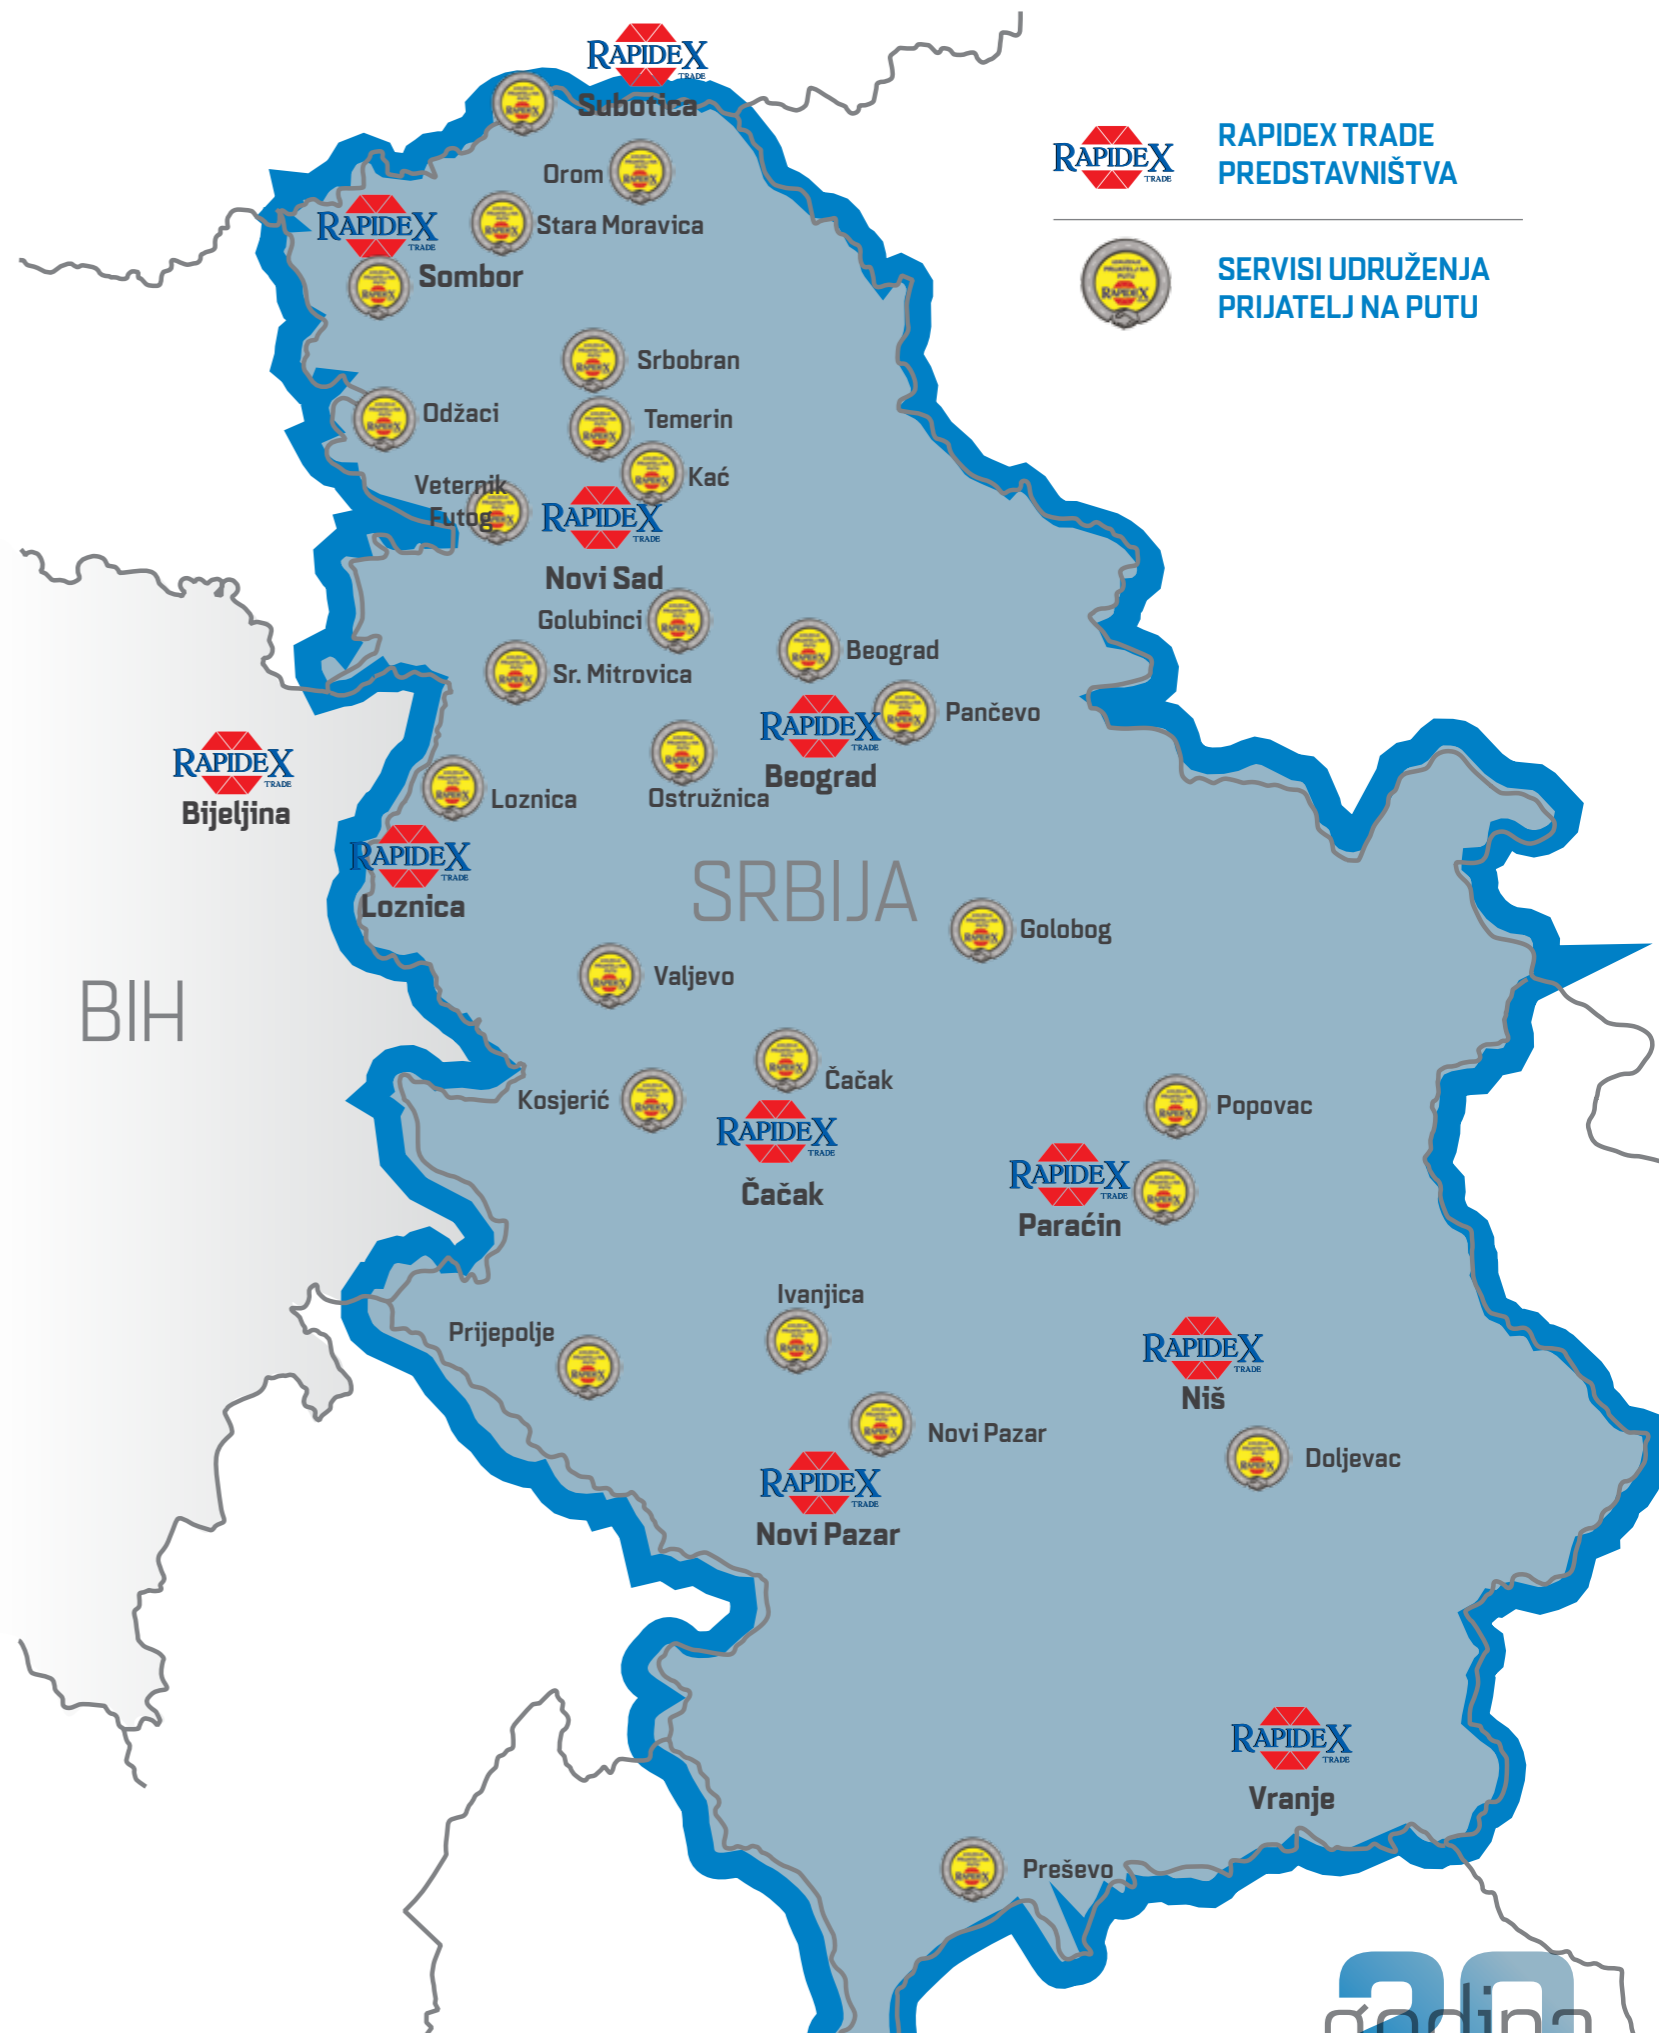 RAPIDEX
TRADE
Subotica
RAPIDEX
TRADE
RAPIDEX TRADE
PREDSTAVNIŠTVA
Orom
Stara Moravica
RAPIDEX
TRADE
Sombor
SERVISI UDRUŽENJA
PRIJATELJ NA PUTU
Srbobran
Odžaci
Temerin
Kać
Veternik
Futog
RAPIDEX
TRADE
Novi Sad
Golubinci
Beograd
Sr. Mitrovica
Pančevo
RAPIDEX
TRADE
Beograd
RAPIDEX
TRADE
Bijeljina
Loznica
Ostružnica
RAPIDEX
TRADE
Loznica
SRBIJA
Golobog
Valjevo
BIH
Čačak
Kosjerić
Popovac
RAPIDEX
TRADE
Čačak
RAPIDEX
TRADE
Paraćin
Ivanjica
Prijepolje
RAPIDEX
TRADE
Niš
Novi Pazar
Doljevac
RAPIDEX
TRADE
Novi Pazar
RAPIDEX
TRADE
Vranje
Preševo
20
godina